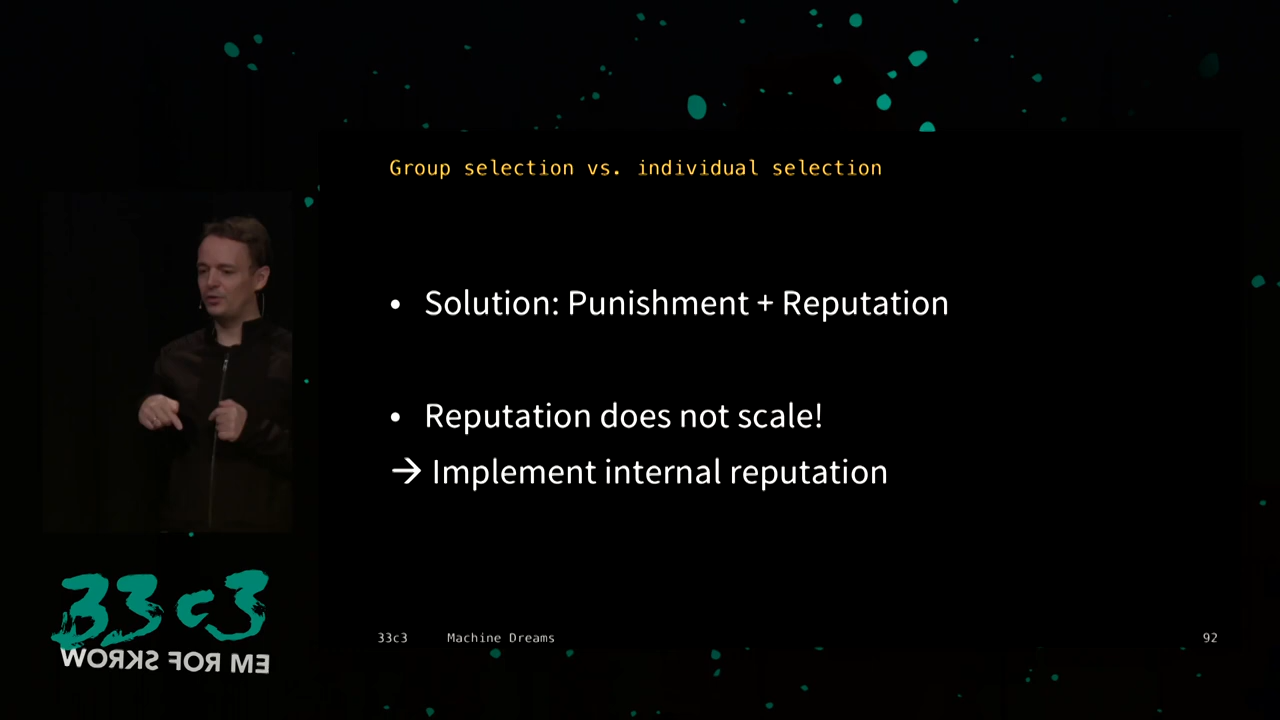 Group selection vs. individual selection
• Solution: Punishment + Reputation
• Reputation does not scale!
→ Implement internal reputation
33c3
WORKS FOR ME
33c3 Machine Dreams 92